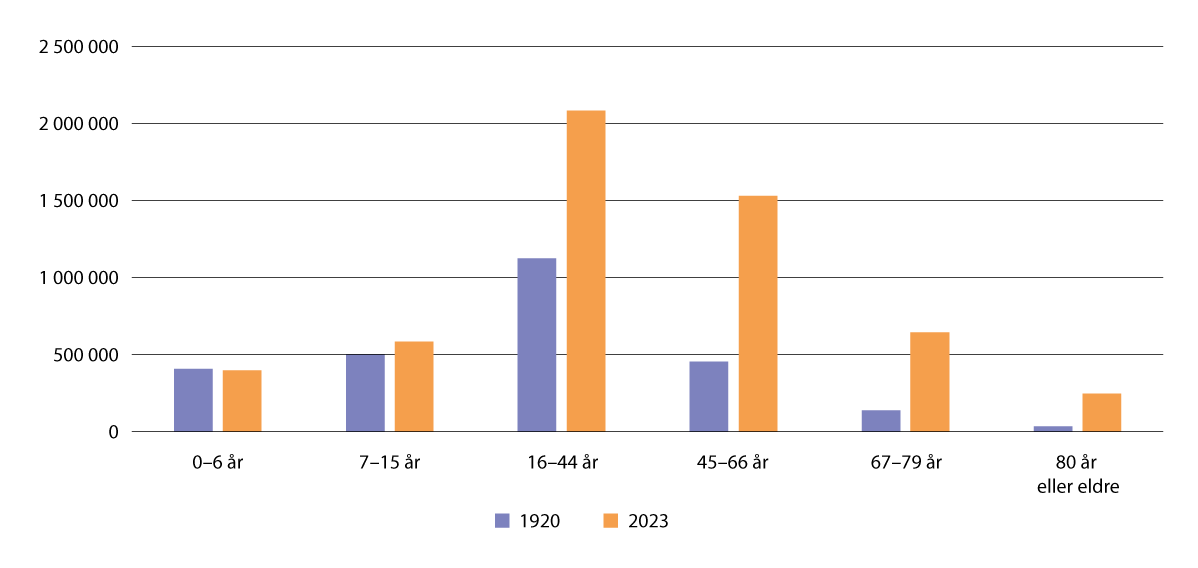 2 500 000
2 000 000
1 500 000
1 000 000
500 000
0
0–6 år
7–15 år
16–44 år
45–66 år
67–79 år
80 år
eller eldre
1920
2023